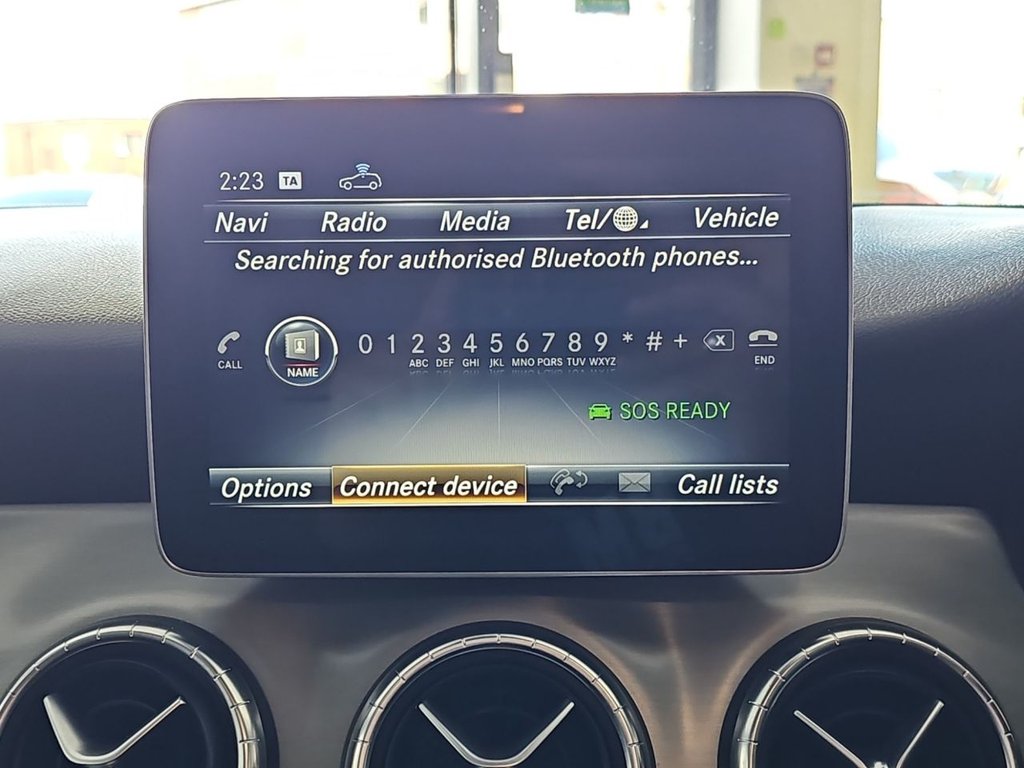 2:23 TA
Navi Radio Media Tel/ Vehicle
Searching for authorised Bluetooth phones...
CALL NAME 0 1 2 3 4 5 6 7 8 9 * # + X END
ABC DEF GHI JKL MNO PQRS TUV WXYZ
SOS READY
Options Connect device Call lists